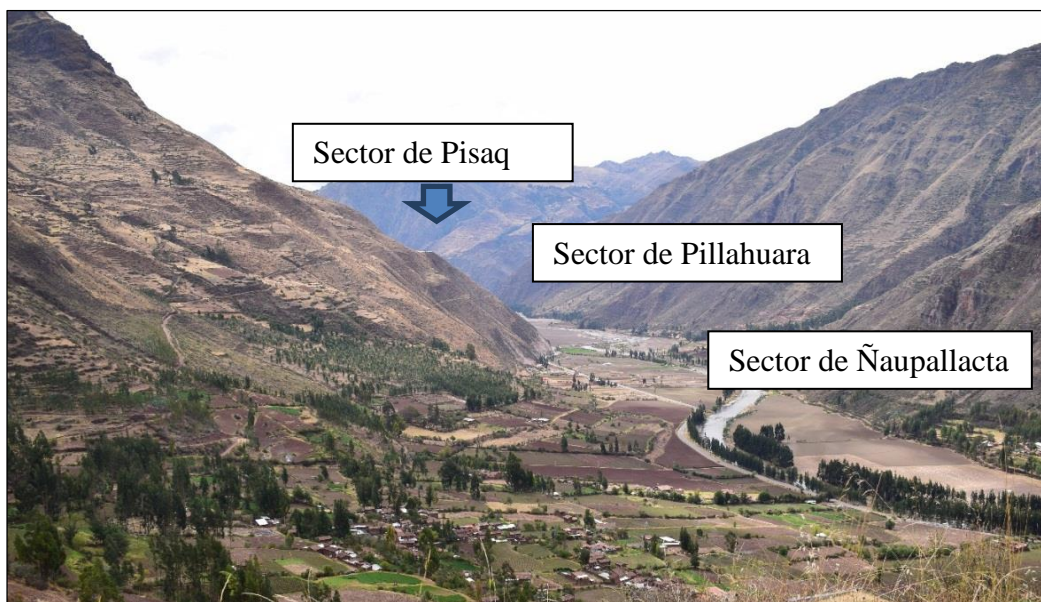 Sector de Pisaq
Sector de Pillahuara
Sector de Ñaupallacta